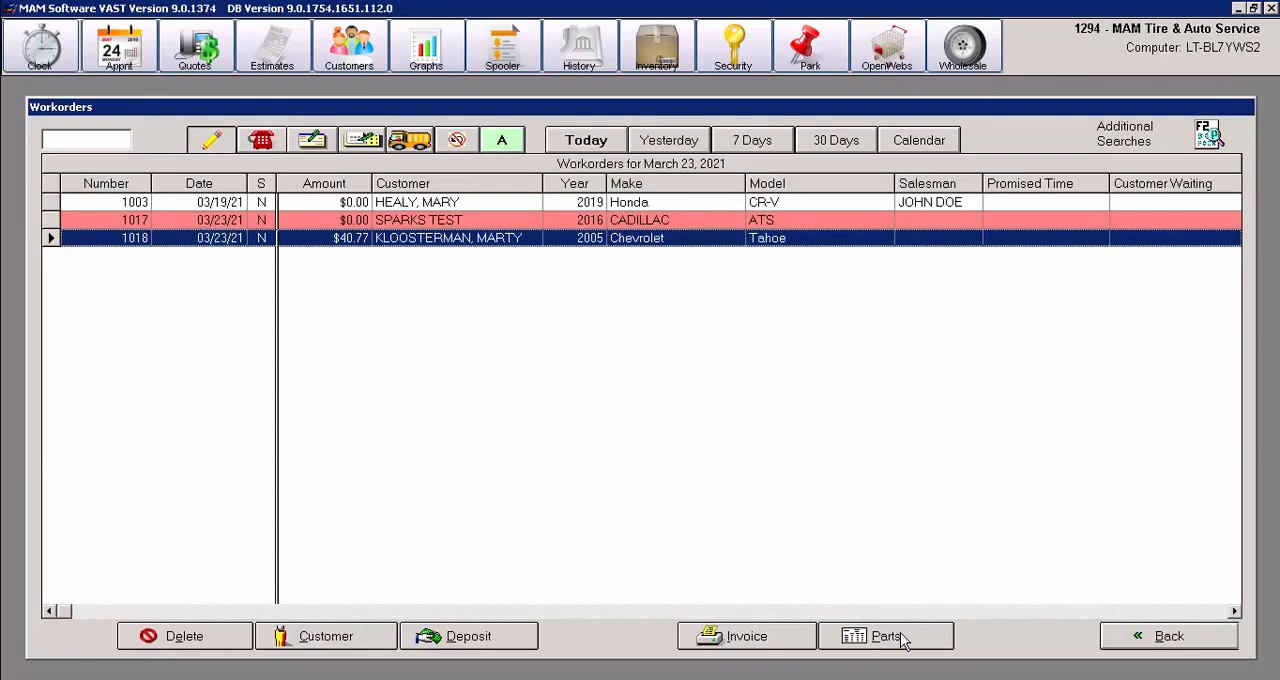 MAM Software VAST Version 9.0.1374 DB Version 9.0.1754.1651.112.0
Clock Appnt Quotes Estimates Customers Graphs Spooler History Inventory Security Park OpenWebs Wholesale
MAY 24 MONDAY
1294 - MAM Tire & Auto Service
Computer: LT-BL7YWS2
Workorders
A Today Yesterday 7 Days 30 Days Calendar
Additional
Searches
F2
Workorders for March 23, 2021
Number Date S Amount Customer Year Make Model Salesman Promised Time Customer Waiting
1003 03/19/21 N $0.00 HEALY, MARY 2019 Honda CR-V JOHN DOE
1017 03/23/21 N $0.00 SPARKS TEST 2016 CADILLAC ATS
1018 03/23/21 N $40.77 KLOOSTERMAN, MARTY 2005 Chevrolet Tahoe
Delete Customer Deposit Invoice Parts Back